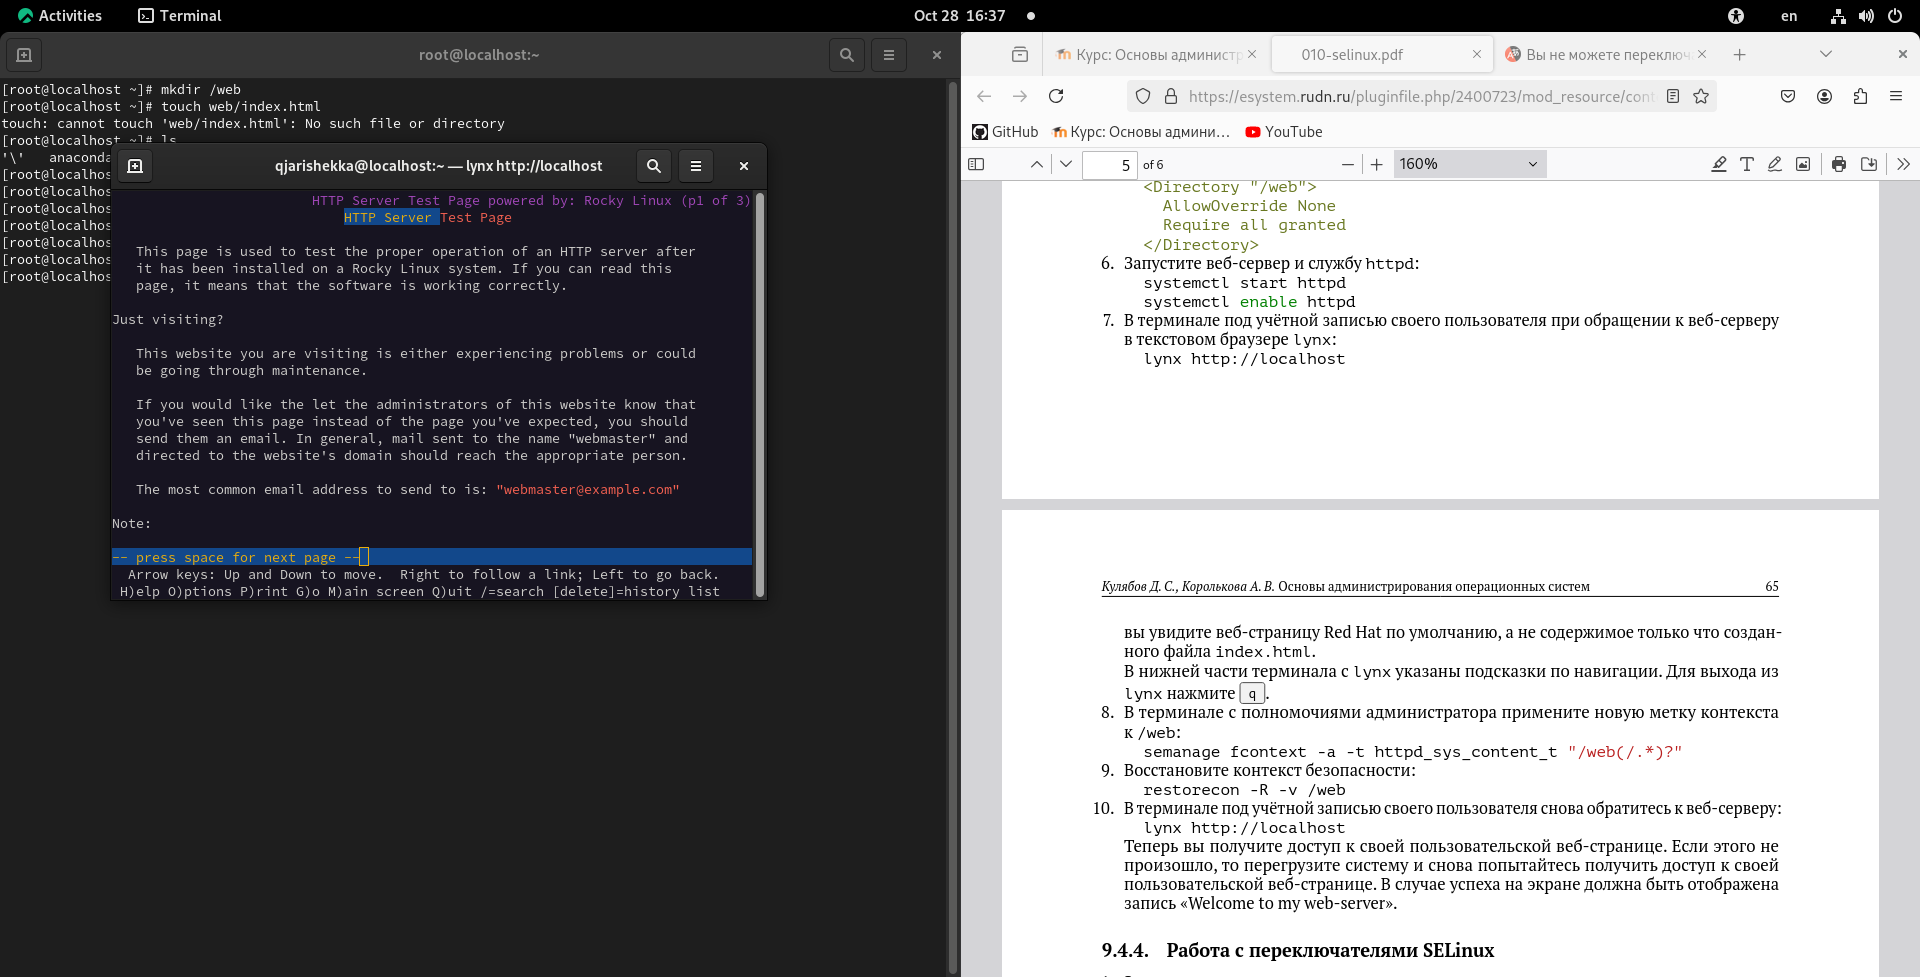 Activities
Terminal
Oct 28 16:37
en
root@localhost:~
[root@localhost ~]# mkdir /web
[root@localhost ~]# touch web/index.html
touch: cannot touch 'web/index.html': No such file or directory
[root@localhost ~]# ls
'\' anaconda
[root@localhos
[root@localhos
[root@localhos
[root@localhos
[root@localhos
[root@localhos
[root@localhos
qjarishekka@localhost:~ — lynx http://localhost
HTTP Server Test Page powered by: Rocky Linux (p1 of 3)
HTTP Server Test Page
This page is used to test the proper operation of an HTTP server after
it has been installed on a Rocky Linux system. If you can read this
page, it means that the software is working correctly.
Just visiting?
This website you are visiting is either experiencing problems or could
be going through maintenance.
If you would like the let the administrators of this website know that
you've seen this page instead of the page you've expected, you should
send them an email. In general, mail sent to the name "webmaster" and
directed to the website's domain should reach the appropriate person.
The most common email address to send to is: "webmaster@example.com"
Note:
-- press space for next page --
Arrow keys: Up and Down to move. Right to follow a link; Left to go back.
H)elp O)ptions P)rint G)o M)ain screen Q)uit /=search [delete]=history list
Курс: Основы администр
010-selinux.pdf
Вы не можете переключ
https://esystem.rudn.ru/pluginfile.php/2400723/mod_resource/cont
GitHub
Курс: Основы админи…
YouTube
5 of 6
160%
<Directory "/web">
AllowOverride None
Require all granted
</Directory>
6. Запустите веб-сервер и службу httpd:
systemctl start httpd
systemctl enable httpd
7. В терминале под учётной записью своего пользователя при обращении к веб-серверу
в текстовом браузере lynx:
lynx http://localhost
Кулябов Д. С., Королькова А. В. Основы администрирования операционных систем 65
вы увидите веб-страницу Red Hat по умолчанию, а не содержимое только что создан-
ного файла index.html.
В нижней части терминала с lynx указаны подсказки по навигации. Для выхода из
lynx нажмите q .
8. В терминале с полномочиями администратора примените новую метку контекста
к /web:
semanage fcontext -a -t httpd_sys_content_t "/web(/.*)?"
9. Восстановите контекст безопасности:
restorecon -R -v /web
10. В терминале под учётной записью своего пользователя снова обратитесь к веб-серверу:
lynx http://localhost
Теперь вы получите доступ к своей пользовательской веб-странице. Если этого не
произошло, то перегрузите систему и снова попытайтесь получить доступ к своей
пользовательской веб-странице. В случае успеха на экране должна быть отображена
запись «Welcome to my web-server».
9.4.4. Работа с переключателями SELinux